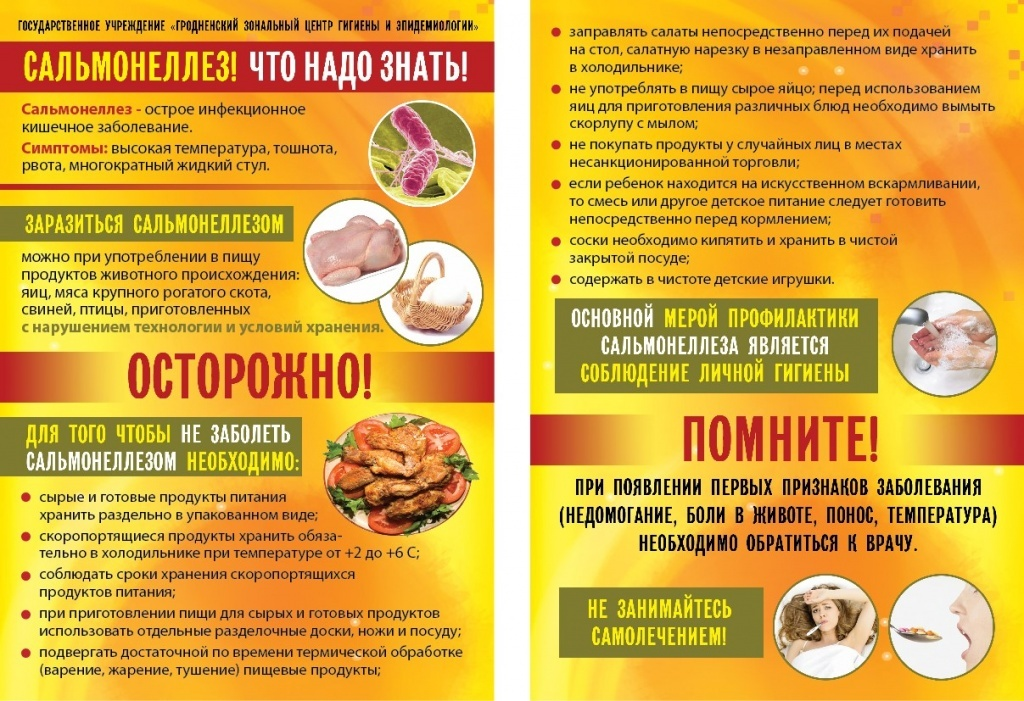 ГОСУДАРСТВЕННОЕ УЧРЕЖДЕНИЕ «ГРОДНЕНСКИЙ ЗОНАЛЬНЫЙ ЦЕНТР ГИГИЕНЫ И ЭПИДЕМИОЛОГИИ»
САЛЬМОНЕЛЛЕЗ! ЧТО НАДО ЗНАТЬ!
Сальмонеллез - острое инфекционное
кишечное заболевание.
Симптомы: высокая температура, тошнота,
рвота, многократный жидкий стул.
ЗАРАЗИТЬСЯ САЛЬМОНЕЛЛЕЗОМ
можно при употреблении в пищу
продуктов животного происхождения:
яиц, мяса крупного рогатого скота,
свиней, птицы, приготовленных
с нарушением технологии и условий хранения.
ОСТОРОЖНО!
ДЛЯ ТОГО ЧТОБЫ НЕ ЗАБОЛЕТЬ
САЛЬМОНЕЛЛЕЗОМ НЕОБХОДИМО:
• сырые и готовые продукты питания
хранить раздельно в упакованном виде;
• скоропортящиеся продукты хранить обяза-
тельно в холодильнике при температуре от +2 до +6 С;
• соблюдать сроки хранения скоропортящихся
продуктов питания;
• при приготовлении пищи для сырых и готовых продуктов
использовать отдельные разделочные доски, ножи и посуду;
• подвергать достаточной по времени термической обработке
(варение, жарение, тушение) пищевые продукты;
• заправлять салаты непосредственно перед их подачей
на стол, салатную нарезку в незаправленном виде хранить
в холодильнике;
• не употреблять в пищу сырое яйцо; перед использованием
яиц для приготовления различных блюд необходимо вымыть
скорлупу с мылом;
• не покупать продукты у случайных лиц в местах
несанкционированной торговли;
• если ребенок находится на искусственном вскармливании,
то смесь или другое детское питание следует готовить
непосредственно перед кормлением;
• соски необходимо кипятить и хранить в чистой
закрытой посуде;
• содержать в чистоте детские игрушки.
ОСНОВНОЙ МЕРОЙ ПРОФИЛАКТИКИ
САЛЬМОНЕЛЛЕЗА ЯВЛЯЕТСЯ
СОБЛЮДЕНИЕ ЛИЧНОЙ ГИГИЕНЫ
ПОМНИТЕ!
ПРИ ПОЯВЛЕНИИ ПЕРВЫХ ПРИЗНАКОВ ЗАБОЛЕВАНИЯ
(НЕДОМОГАНИЕ, БОЛИ В ЖИВОТЕ, ПОНОС, ТЕМПЕРАТУРА)
НЕОБХОДИМО ОБРАТИТЬСЯ К ВРАЧУ.
НЕ ЗАНИМАЙТЕСЬ
САМОЛЕЧЕНИЕМ!